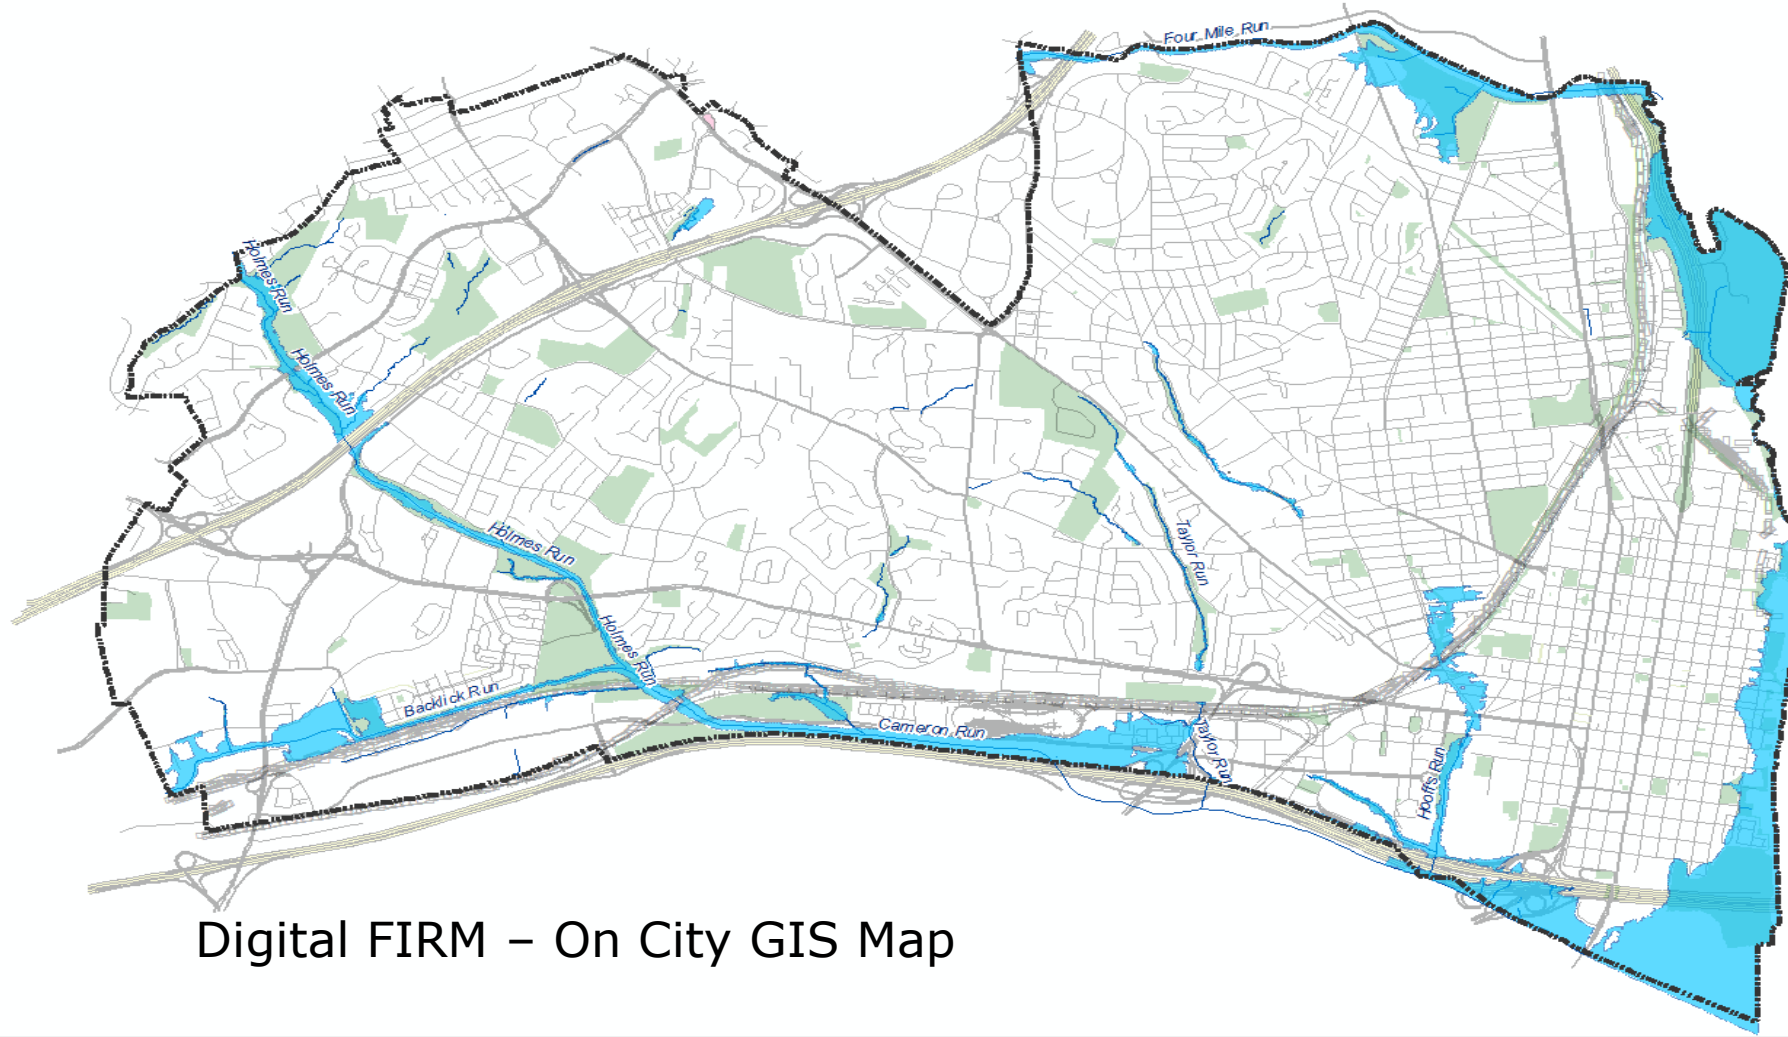 Four Mile Run
Holmes Run
Holmes Run
Holmes Run
Taylor Run
Holmes Run
Backlick Run
Cameron Run
Taylor Run
Hooffs Run
Digital FIRM – On City GIS Map